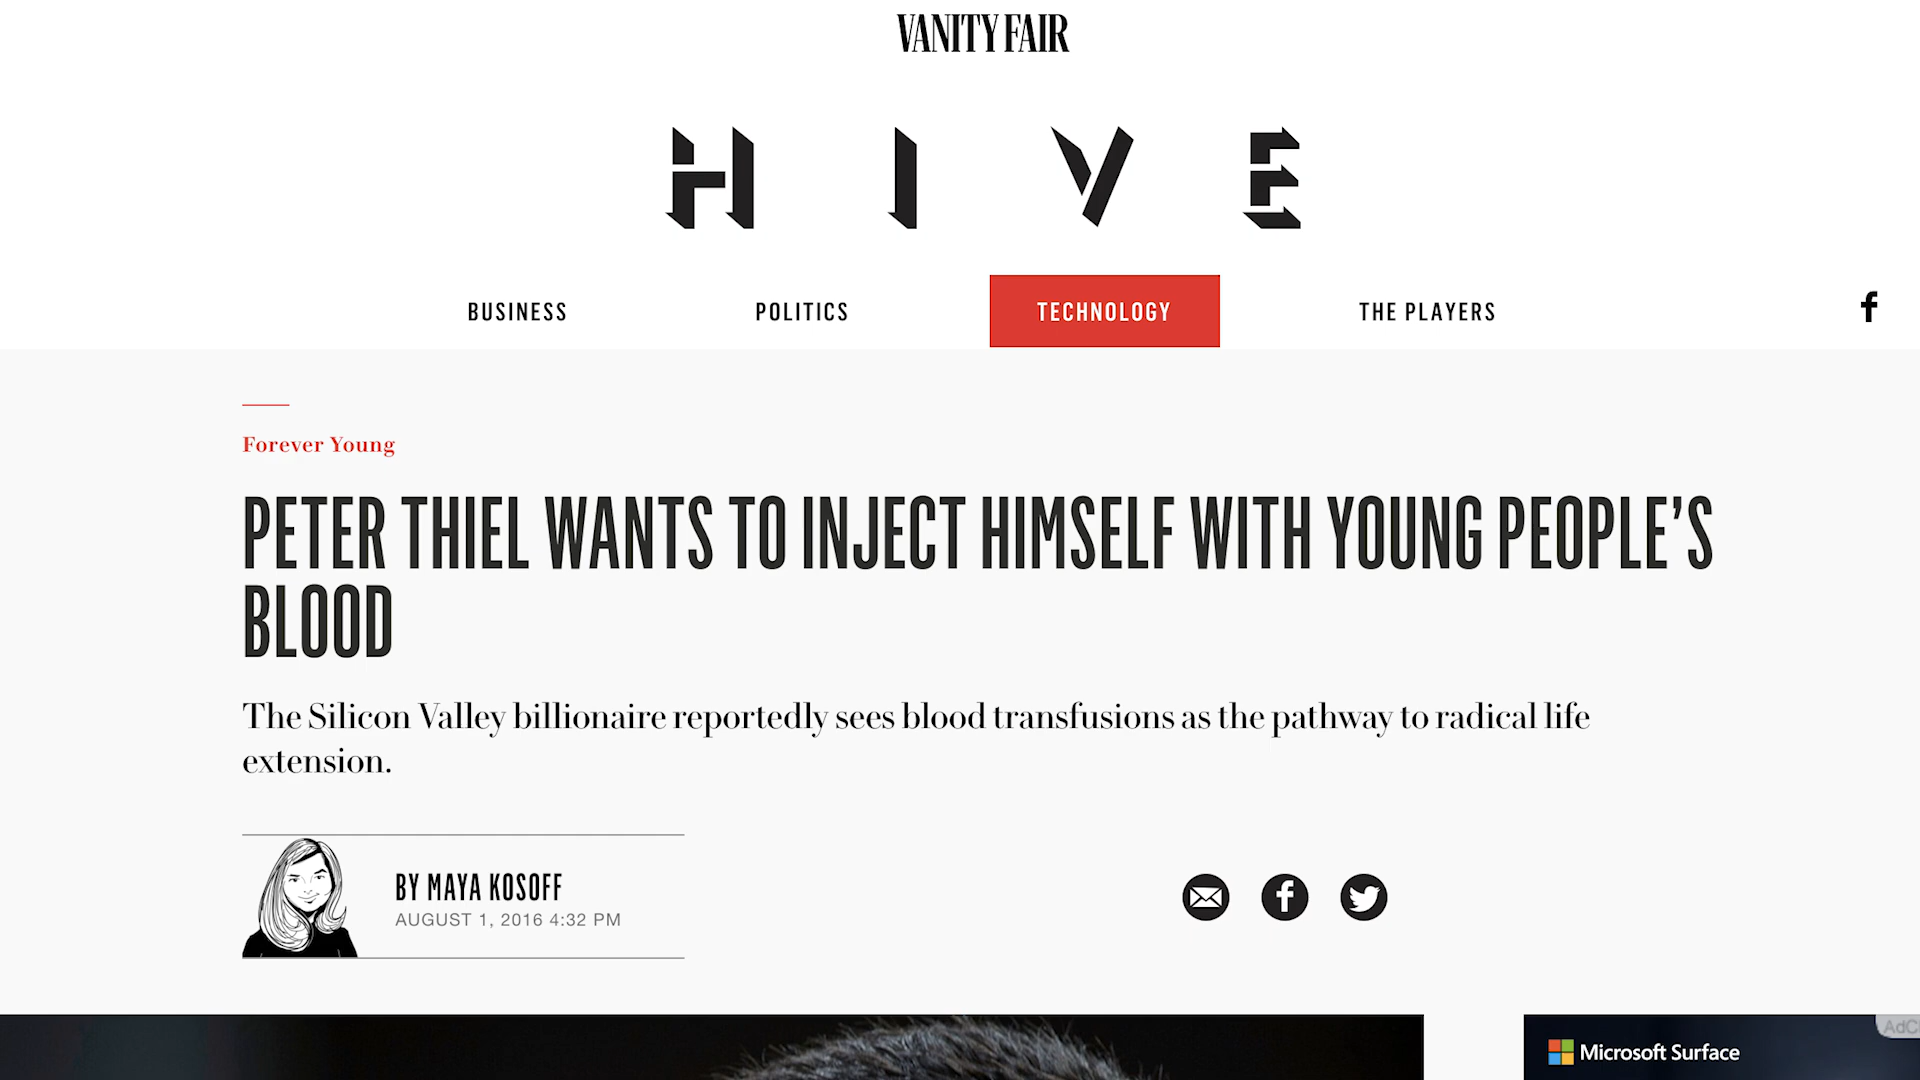 VANITY FAIR
HIVE
BUSINESS POLITICS TECHNOLOGY THE PLAYERS f
Forever Young
PETER THIEL WANTS TO INJECT HIMSELF WITH YOUNG PEOPLE’S
BLOOD
The Silicon Valley billionaire reportedly sees blood transfusions as the pathway to radical life
extension.
BY MAYA KOSOFF
AUGUST 1, 2016 4:32 PM
f
Microsoft Surface